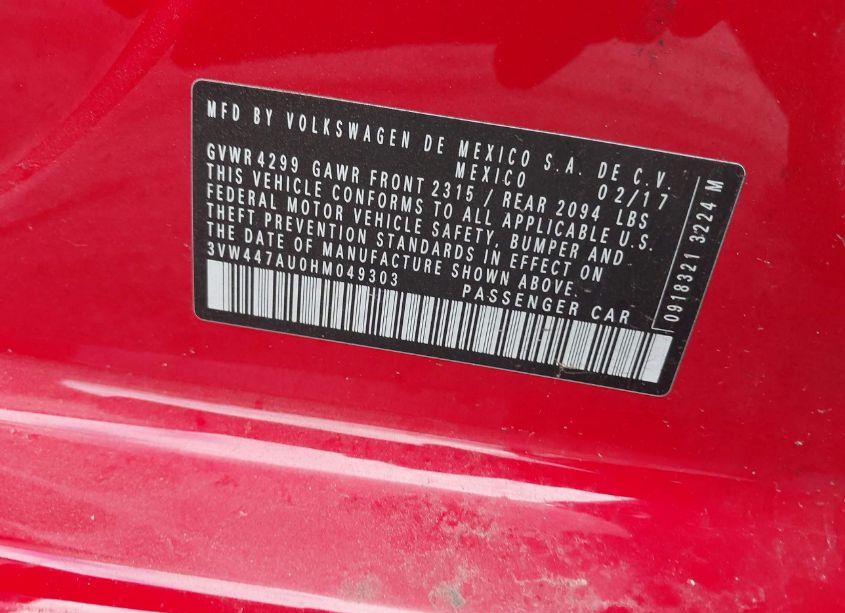 MFD BY VOLKSWAGEN DE MEXICO S.A. DE C.V.
MEXICO 02/17
GVWR 4299 GAWR FRONT 2315 / REAR 2094 LBS
THIS VEHICLE CONFORMS TO ALL APPLICABLE U.S.
FEDERAL MOTOR VEHICLE SAFETY, BUMPER AND
THEFT PREVENTION STANDARDS IN EFFECT ON
THE DATE OF MANUFACTURE SHOWN ABOVE.
3VW447AU0HM049303 PASSENGER CAR
0918321 3224 M